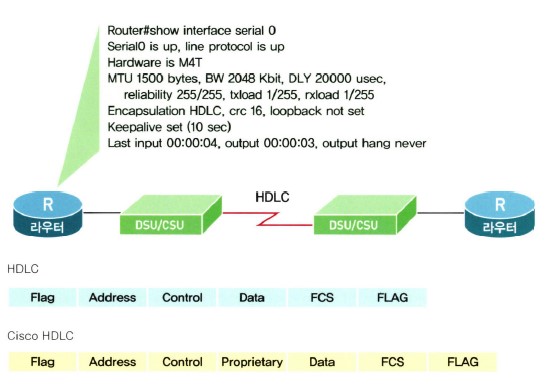 Router#show interface serial 0
Serial0 is up, line protocol is up
Hardware is M4T
MTU 1500 bytes, BW 2048 Kbit, DLY 20000 usec,
reliability 255/255, txload 1/255, rxload 1/255
Encapsulation HDLC, crc 16, loopback not set
Keepalive set (10 sec)
Last input 00:00:04, output 00:00:03, output hang never
HDLC
R
라우터
DSU/CSU
DSU/CSU
R
라우터
HDLC
Flag Address Control Data FCS FLAG
Cisco HDLC
Flag Address Control Proprietary Data FCS FLAG